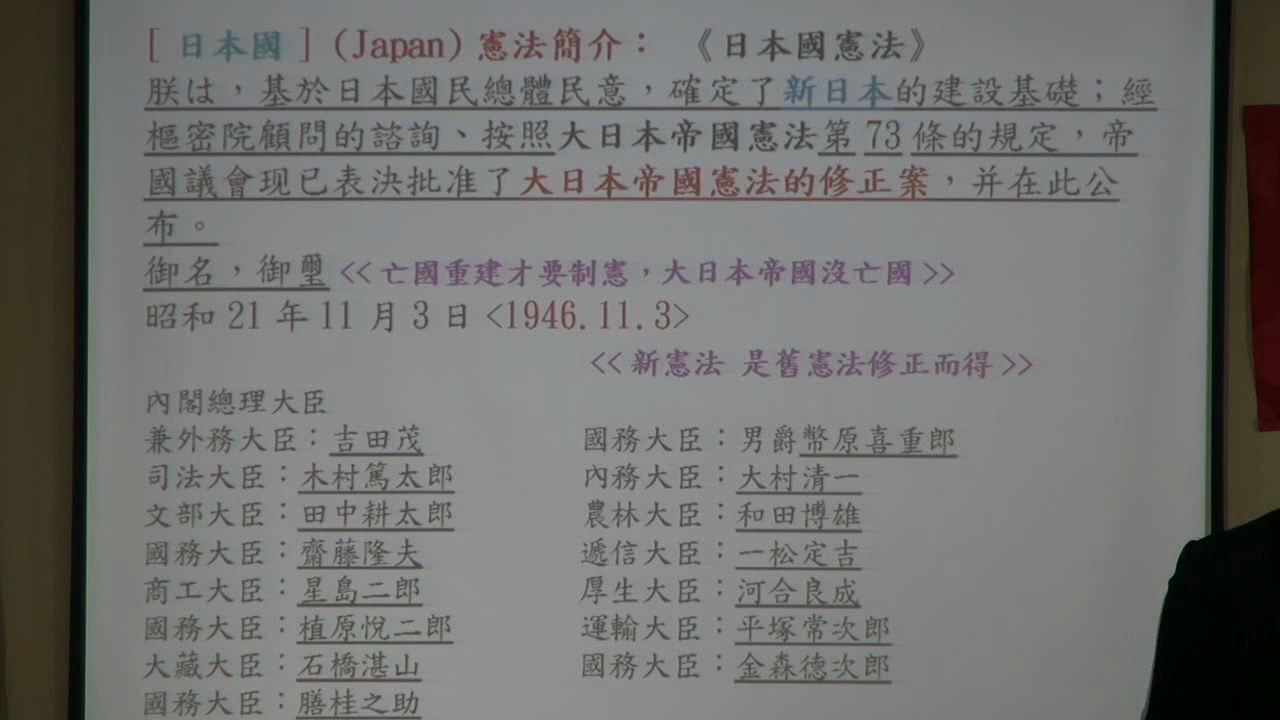 [ 日本國 ] (Japan) 憲法簡介： 《日本國憲法》
朕は，基於日本國民總體民意，確定了新日本的建設基礎；經
樞密院顧問的諮詢、按照大日本帝國憲法第 73 條的規定，帝
國議會现已表決批准了大日本帝國憲法的修正案，并在此公
布。
御名，御璽 <<亡國重建才要制憲，大日本帝國沒亡國>>
昭和 21 年 11 月 3 日 <1946.11.3>
<<新憲法 是舊憲法修正而得>>
內閣總理大臣
兼外務大臣：吉田茂 國務大臣：男爵幣原喜重郎
司法大臣：木村篤太郎 內務大臣：大村清一
文部大臣：田中耕太郎 農林大臣：和田博雄
國務大臣：齋藤隆夫 遞信大臣：一松定吉
商工大臣：星島二郎 厚生大臣：河合良成
國務大臣：植原悅二郎 運輸大臣：平塚常次郎
大藏大臣：石橋湛山 國務大臣：金森德次郎
國務大臣：膳桂之助